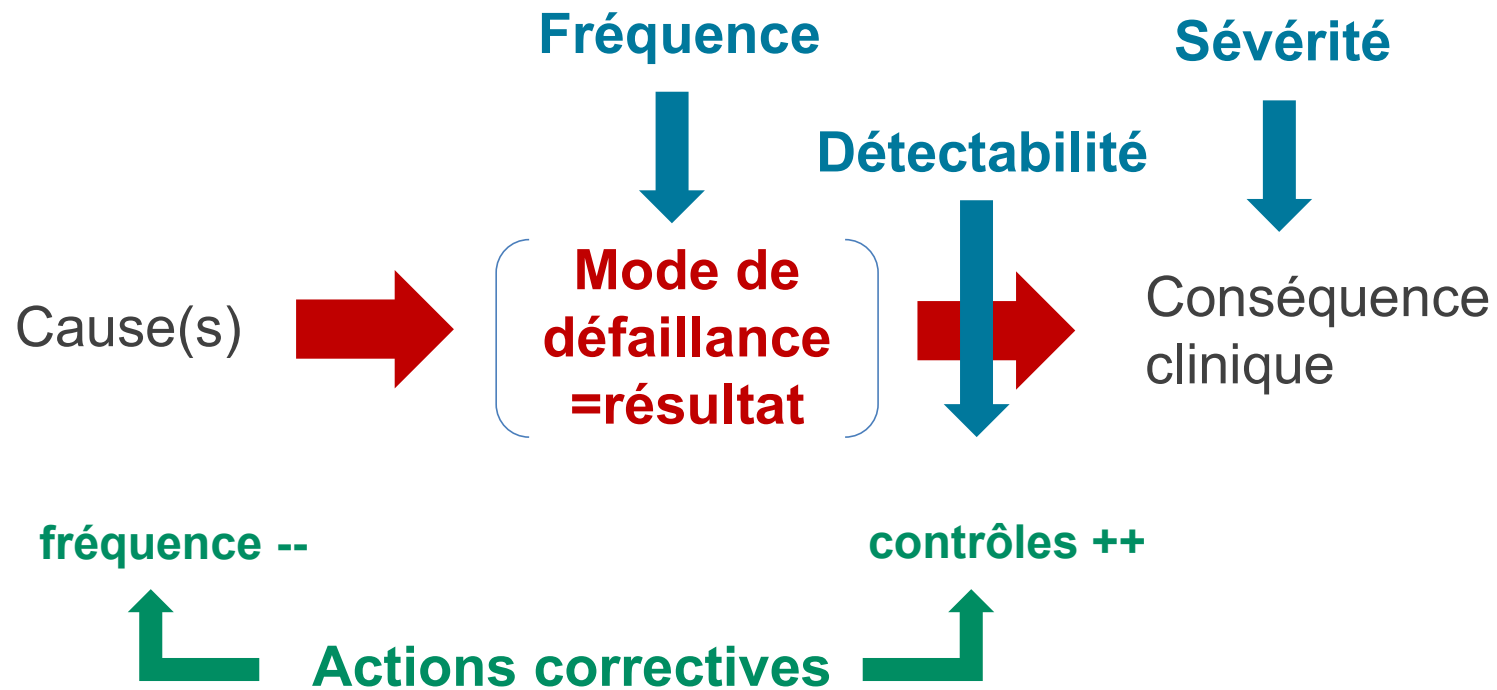 Fréquence
Sévérité
Détectabilité
Cause(s)
Mode de
défaillance
=résultat
Conséquence
clinique
fréquence --
contrôles ++
Actions correctives